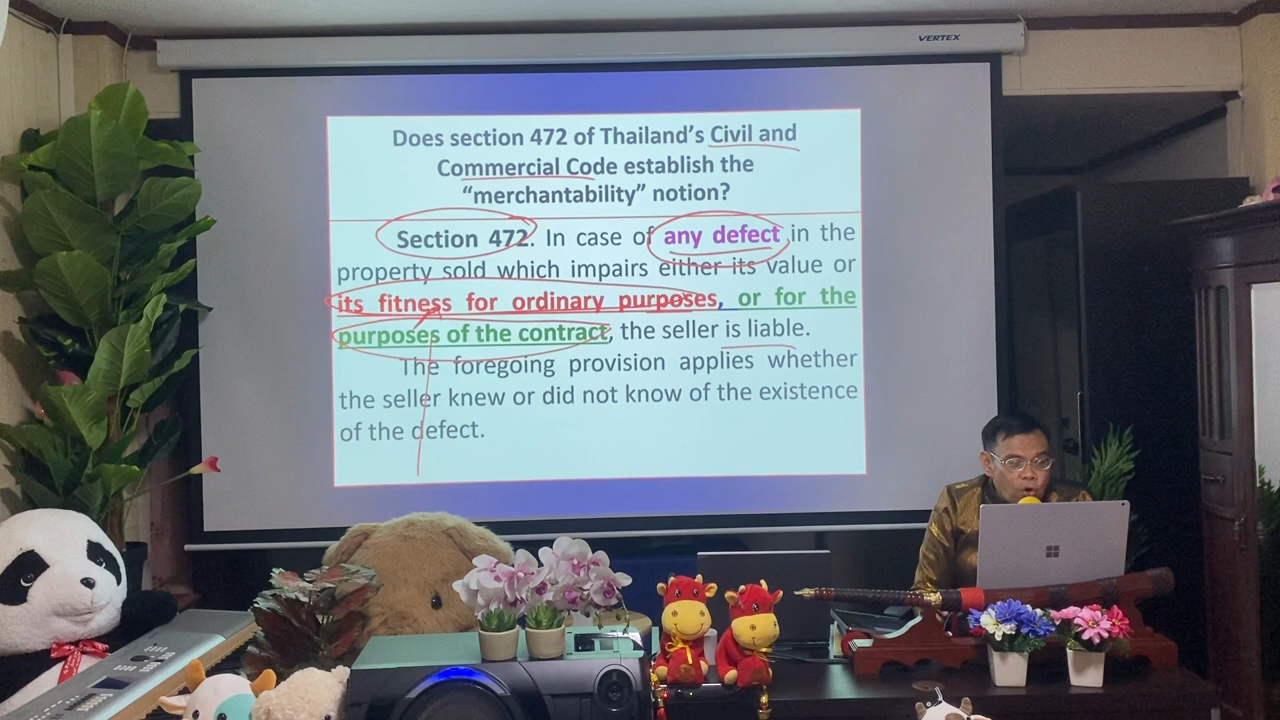 VERTEX
Does section 472 of Thailand's Civil and
Commercial Code establish the
"merchantability" notion?
Section 472. In case of any defect in the
property sold which impairs either its value or
its fitness for ordinary purposes, or for the
purposes of the contract, the seller is liable.
The foregoing provision applies whether
the seller knew or did not know of the existence
of the defect.